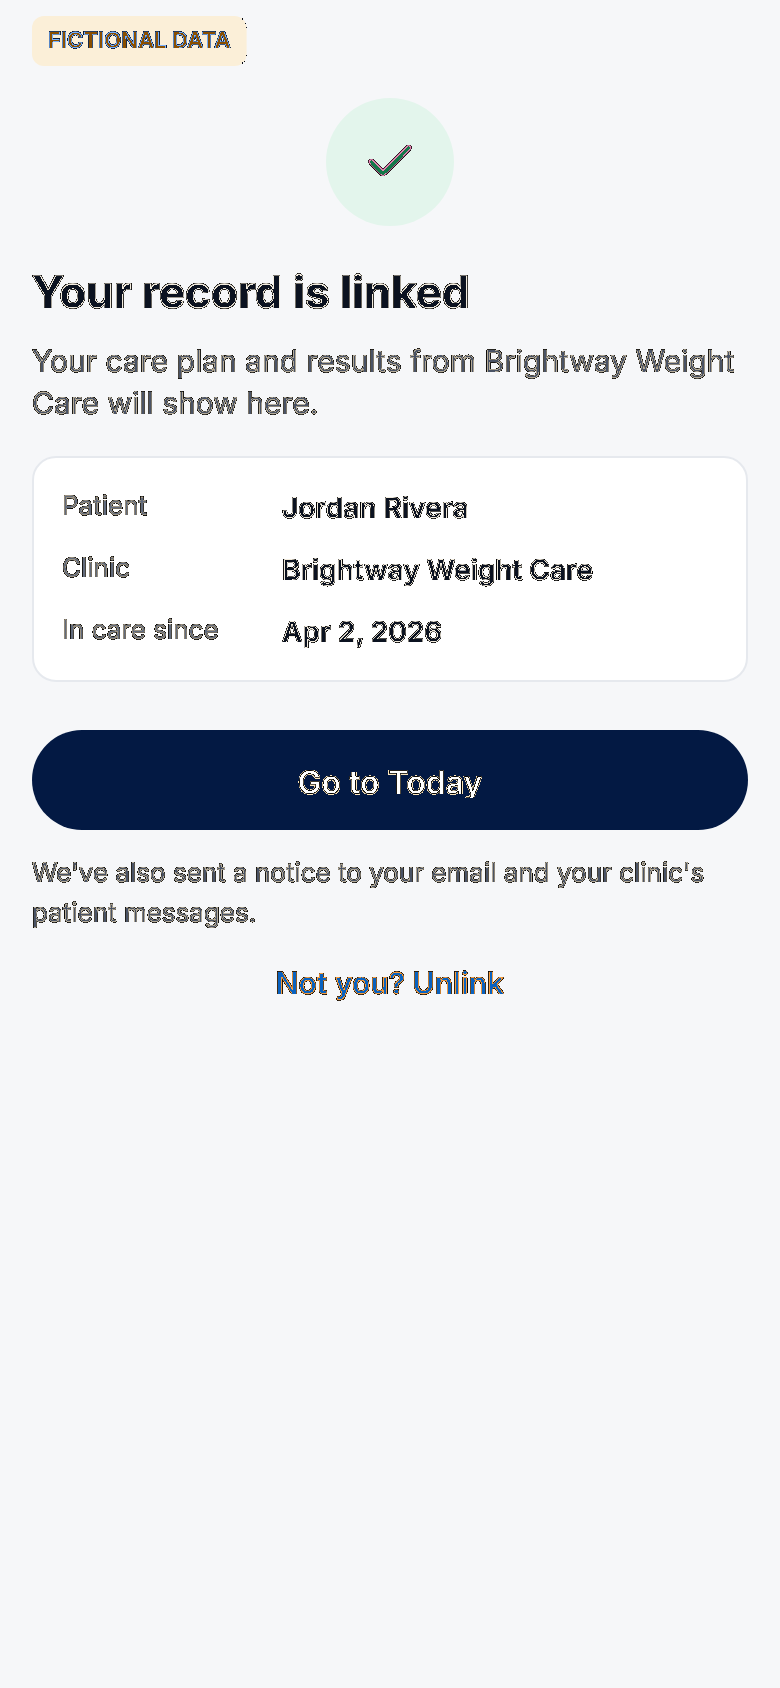 FICTIONAL DATA
Your record is linked
Your care plan and results from Brightway Weight
Care will show here.
Patient Jordan Rivera
Clinic Brightway Weight Care
In care since Apr 2, 2026
Go to Today
We've also sent a notice to your email and your clinic's
patient messages.
Not you? Unlink